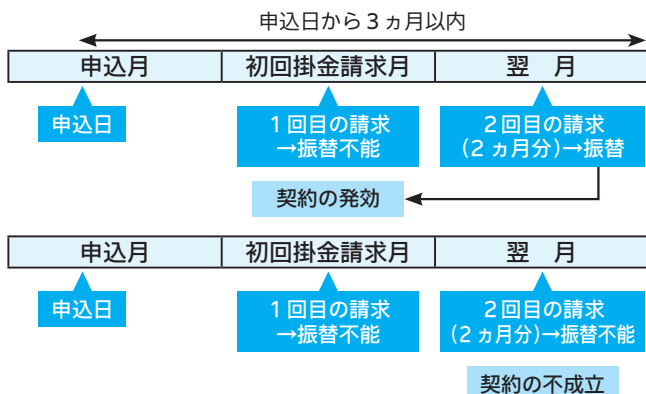 申込日から３ヵ月以内
申込月 初回掛金請求月 翌　月
申込日
１回目の請求
→振替不能
２回目の請求
(２ヵ月分)→振替
契約の発効
申込月 初回掛金請求月 翌　月
申込日
１回目の請求
→振替不能
２回目の請求
(２ヵ月分)→振替不能
契約の不成立